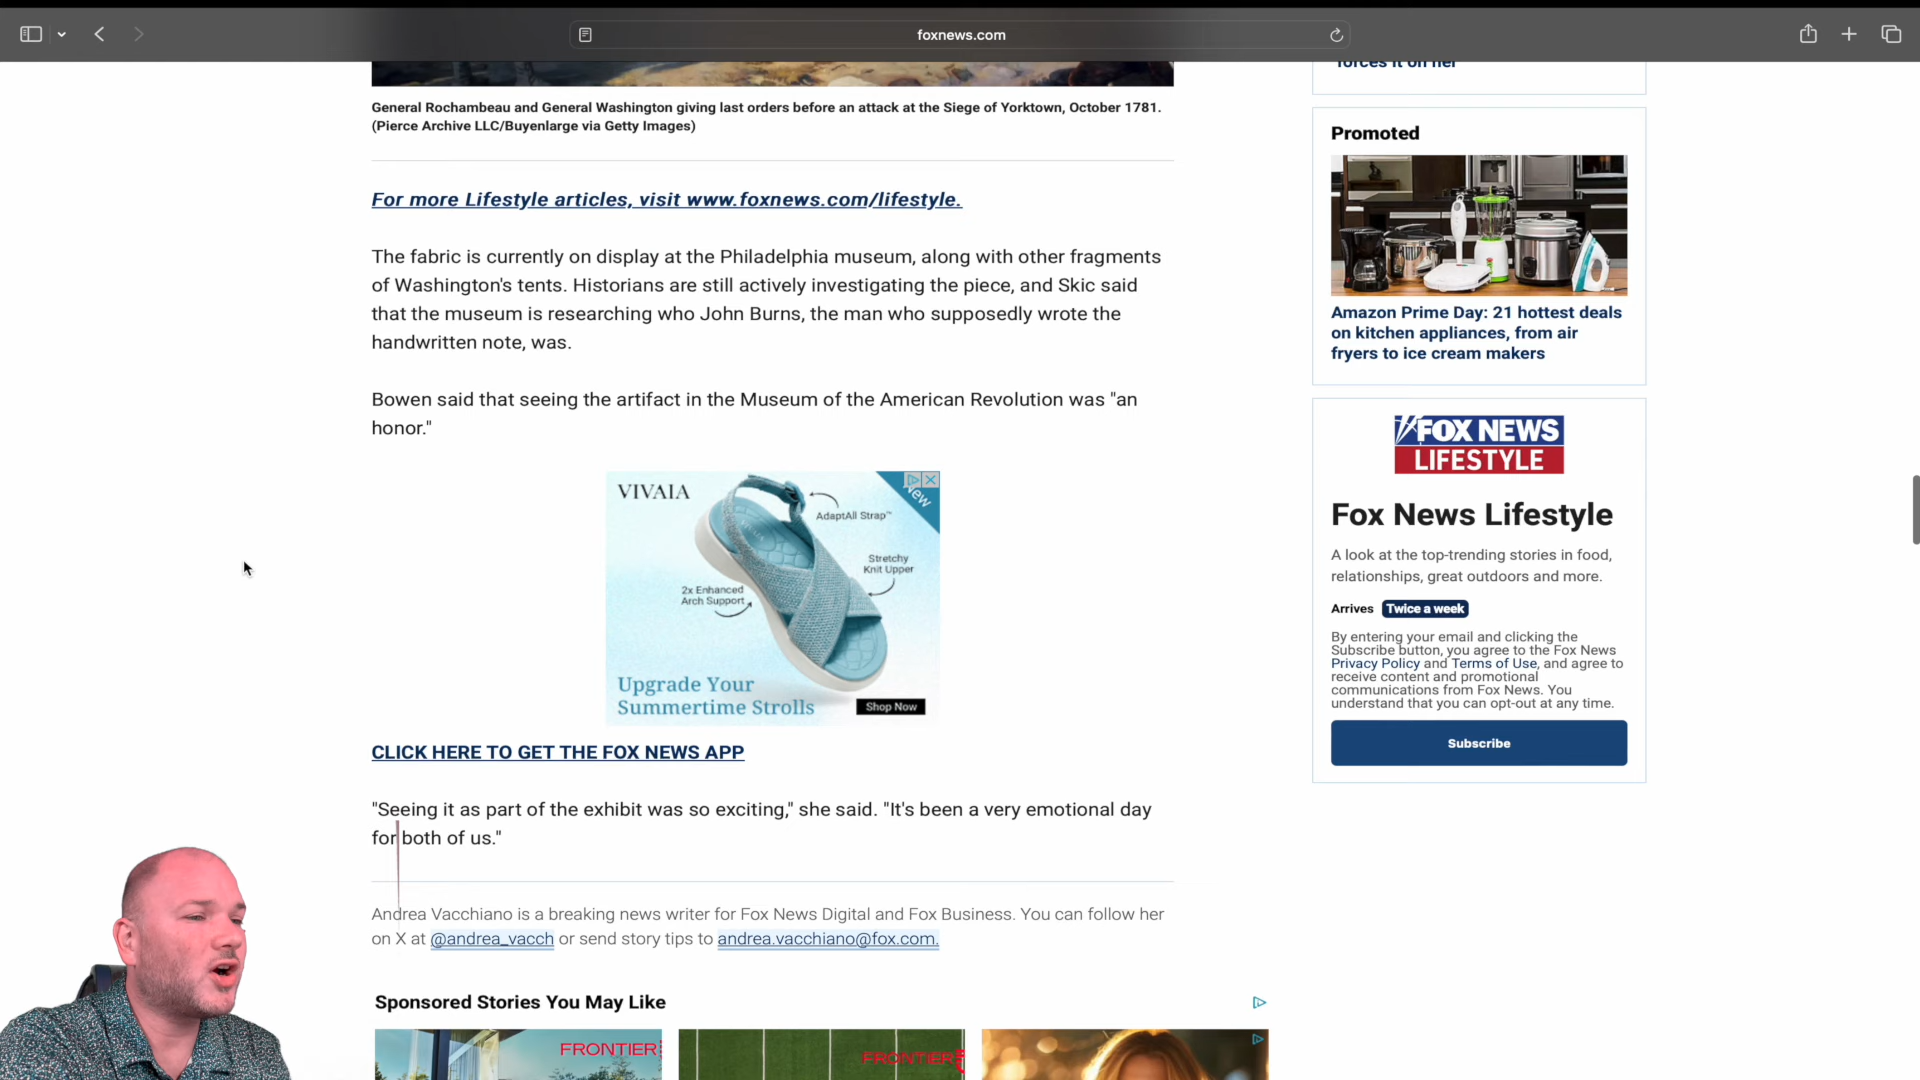 foxnews.com
General Rochambeau and General Washington giving last orders before an attack at the Siege of Yorktown, October 1781.
(Pierce Archive LLC/Buyenlarge via Getty Images)
For more Lifestyle articles, visit www.foxnews.com/lifestyle.
The fabric is currently on display at the Philadelphia museum, along with other fragments
of Washington's tents. Historians are still actively investigating the piece, and Skic said
that the museum is researching who John Burns, the man who supposedly wrote the
handwritten note, was.
Bowen said that seeing the artifact in the Museum of the American Revolution was "an
honor."
VIVAIA
New
AdaptAll Strap™
Stretchy
Knit Upper
2x Enhanced
Arch Support
Upgrade Your
Summertime Strolls
Shop Now
CLICK HERE TO GET THE FOX NEWS APP
"Seeing it as part of the exhibit was so exciting," she said. "It's been a very emotional day
for both of us."
Andrea Vacchiano is a breaking news writer for Fox News Digital and Fox Business. You can follow her
on X at @andrea_vacch or send story tips to andrea.vacchiano@fox.com.
Sponsored Stories You May Like
FRONTIER
FRONTIER
forces it on her
Promoted
Amazon Prime Day: 21 hottest deals
on kitchen appliances, from air
fryers to ice cream makers
FOX NEWS
LIFESTYLE
Fox News Lifestyle
A look at the top-trending stories in food,
relationships, great outdoors and more.
Arrives Twice a week
By entering your email and clicking the
Subscribe button, you agree to the Fox News
Privacy Policy and Terms of Use, and agree to
receive content and promotional
communications from Fox News. You
understand that you can opt-out at any time.
Subscribe